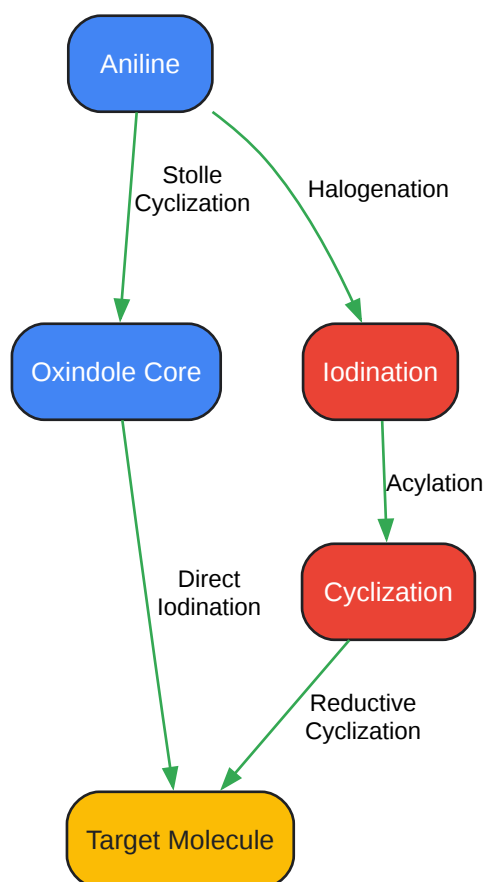 Aniline
Stolle
Cyclization
Halogenation
Oxindole Core
Iodination
Acylation
Direct
Iodination
Cyclization
Reductive
Cyclization
Target Molecule